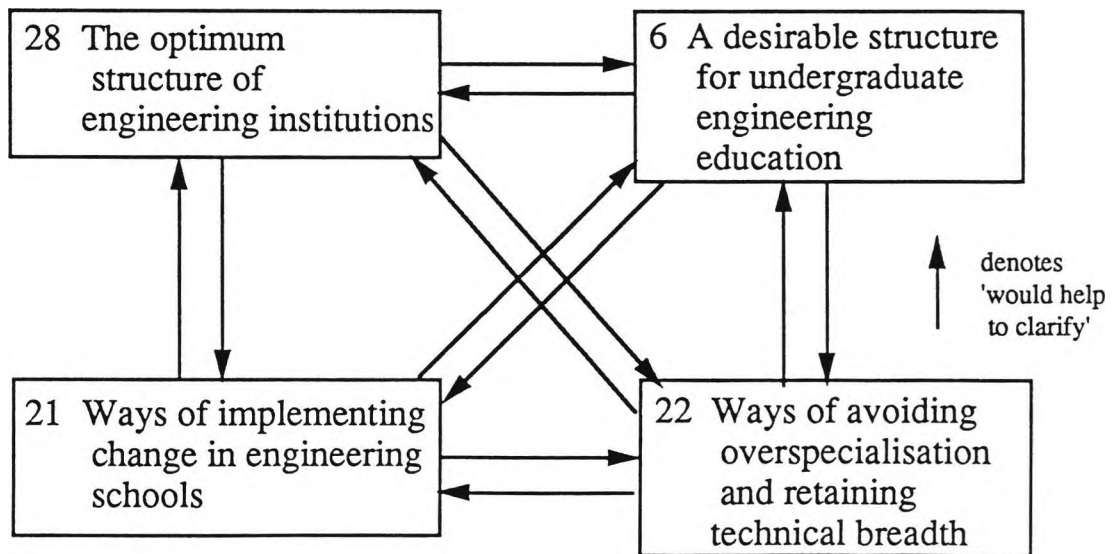 28 The optimum
structure of
engineering institutions
6 A desirable structure
for undergraduate
engineering
education
denotes
'would help
to clarify'
21 Ways of implementing
change in engineering
schools
22 Ways of avoiding
overspecialisation
and retaining
technical breadth